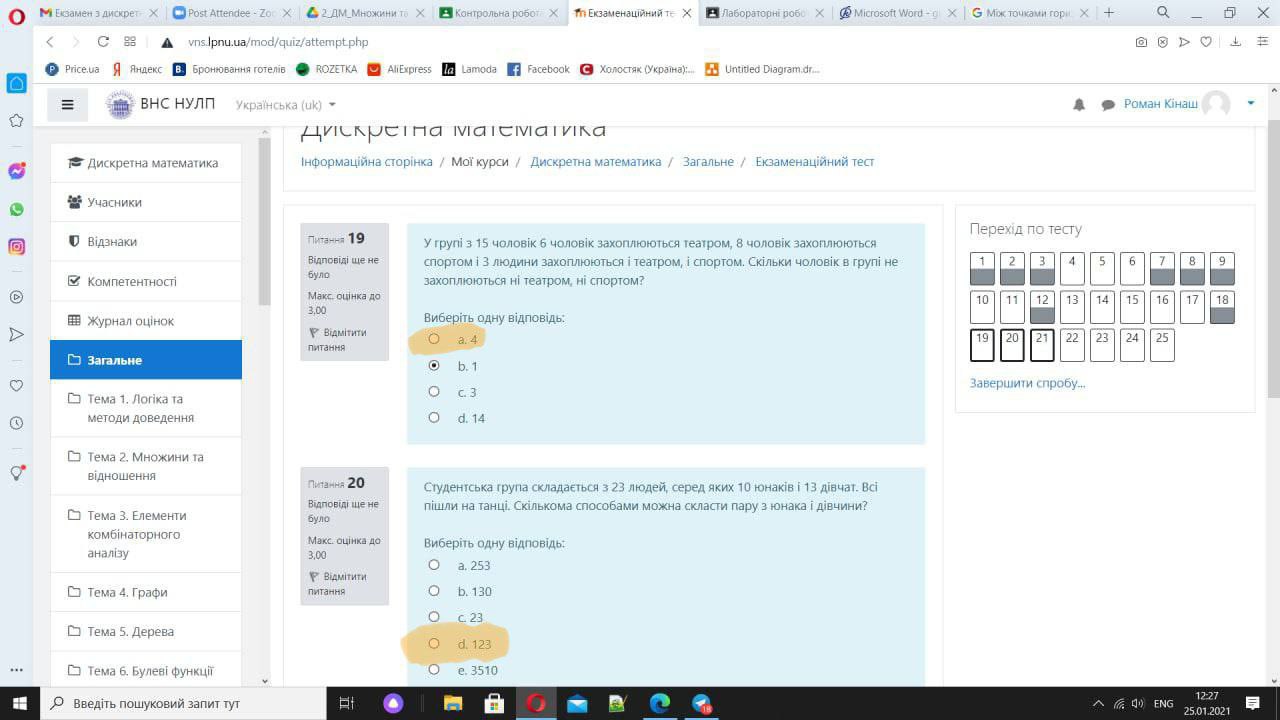 Екзамен з дискретн
Post Attendee - Zoo
2_ДМ_Множини та
Контрольна робота
Екзаменаційний те
Лабораторні робо
Microsoft Word - g
Між точками гори
vns.lpnu.ua/mod/quiz/attempt.php
Price.ua
Яндекс
Бронювання готелів
ROZETKA
AliExpress
Lamoda
Facebook
Холостяк (Україна):...
Untitled Diagram.dr...
ВНС НУЛП
Українська (uk)
Роман Кінаш
Дискретна математика
Інформаційна сторінка / Мої курси / Дискретна математика / Загальне / Екзаменаційний тест
Дискретна математика
Учасники
Відзнаки
Компетентності
Журнал оцінок
Загальне
Тема 1. Логіка та
методи доведення
Тема 2. Множини та
відношення
Тема 3. Елементи
комбінаторного
аналізу
Тема 4. Графи
Тема 5. Дерева
Тема 6. Булеві функції
Питання 19
Відповіді ще не
було
Макс. оцінка до
3,00
Відмітити
питання
У групі з 15 чоловік 6 чоловік захоплюються театром, 8 чоловік захоплюються
спортом і 3 людини захоплюються і театром, і спортом. Скільки чоловік в групі не
захоплюються ні театром, ні спортом?
Виберіть одну відповідь:
a. 4
b. 1
c. 3
d. 14
Питання 20
Відповіді ще не
було
Макс. оцінка до
3,00
Відмітити
питання
Студентська група складається з 23 людей, серед яких 10 юнаків і 13 дівчат. Всі
пішли на танці. Скількома способами можна скласти пару з юнака і дівчини?
Виберіть одну відповідь:
a. 253
b. 130
c. 23
d. 123
e. 3510
Перехід по тесту
1 2 3 4 5 6 7 8 9
10 11 12 13 14 15 16 17 18
19 20 21 22 23 24 25
Завершити спробу...
Введіть пошуковий запит тут
18
ENG
12:27
25.01.2021